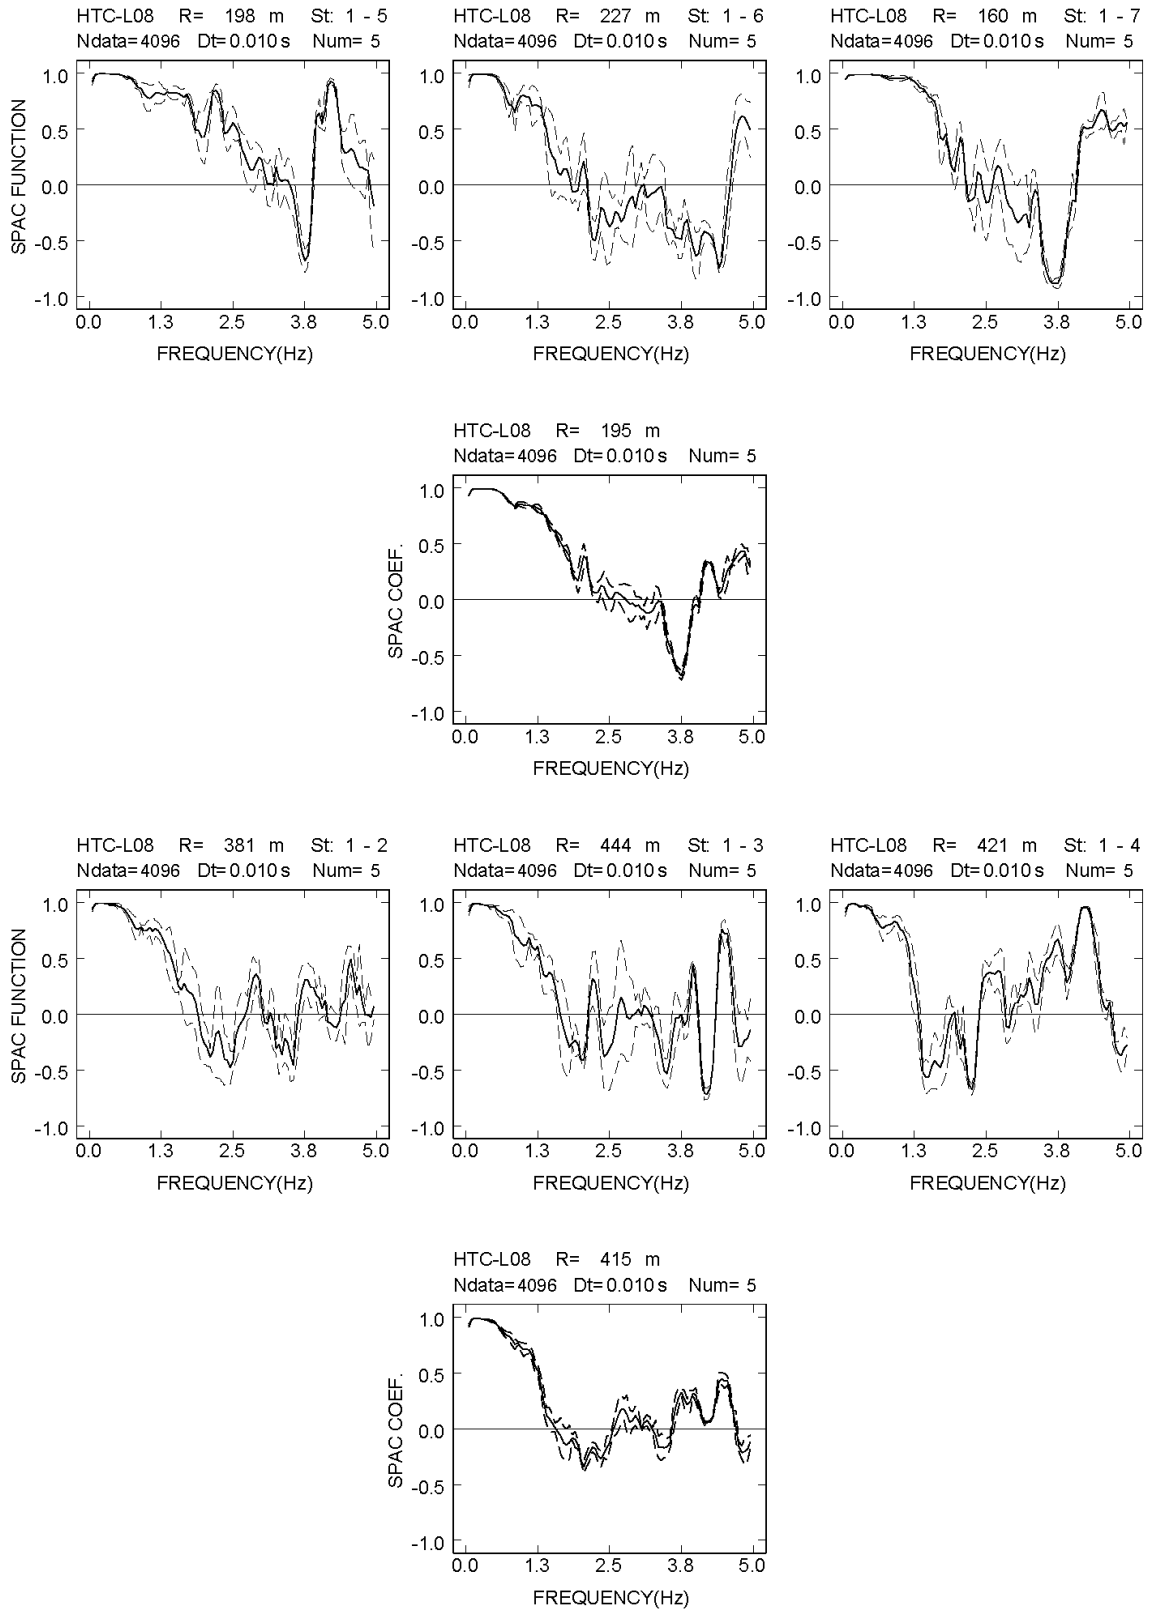 HTC-L08 R= 198 m St: 1 - 5
Ndata=4096 Dt=0.010 s Num= 5
SPAC FUNCTION
1.0
0.5
0.0
-0.5
-1.0
0.0 1.3 2.5 3.8 5.0
FREQUENCY(Hz)
HTC-L08 R= 227 m St: 1 - 6
Ndata=4096 Dt=0.010 s Num= 5
1.0
0.5
0.0
-0.5
-1.0
0.0 1.3 2.5 3.8 5.0
FREQUENCY(Hz)
HTC-L08 R= 160 m St: 1 - 7
Ndata=4096 Dt=0.010 s Num= 5
1.0
0.5
0.0
-0.5
-1.0
0.0 1.3 2.5 3.8 5.0
FREQUENCY(Hz)
HTC-L08 R= 195 m
Ndata=4096 Dt=0.010 s Num= 5
SPAC COEF.
1.0
0.5
0.0
-0.5
-1.0
0.0 1.3 2.5 3.8 5.0
FREQUENCY(Hz)
HTC-L08 R= 381 m St: 1 - 2
Ndata=4096 Dt=0.010 s Num= 5
SPAC FUNCTION
1.0
0.5
0.0
-0.5
-1.0
0.0 1.3 2.5 3.8 5.0
FREQUENCY(Hz)
HTC-L08 R= 444 m St: 1 - 3
Ndata=4096 Dt=0.010 s Num= 5
1.0
0.5
0.0
-0.5
-1.0
0.0 1.3 2.5 3.8 5.0
FREQUENCY(Hz)
HTC-L08 R= 421 m St: 1 - 4
Ndata=4096 Dt=0.010 s Num= 5
1.0
0.5
0.0
-0.5
-1.0
0.0 1.3 2.5 3.8 5.0
FREQUENCY(Hz)
HTC-L08 R= 415 m
Ndata=4096 Dt=0.010 s Num= 5
SPAC COEF.
1.0
0.5
0.0
-0.5
-1.0
0.0 1.3 2.5 3.8 5.0
FREQUENCY(Hz)